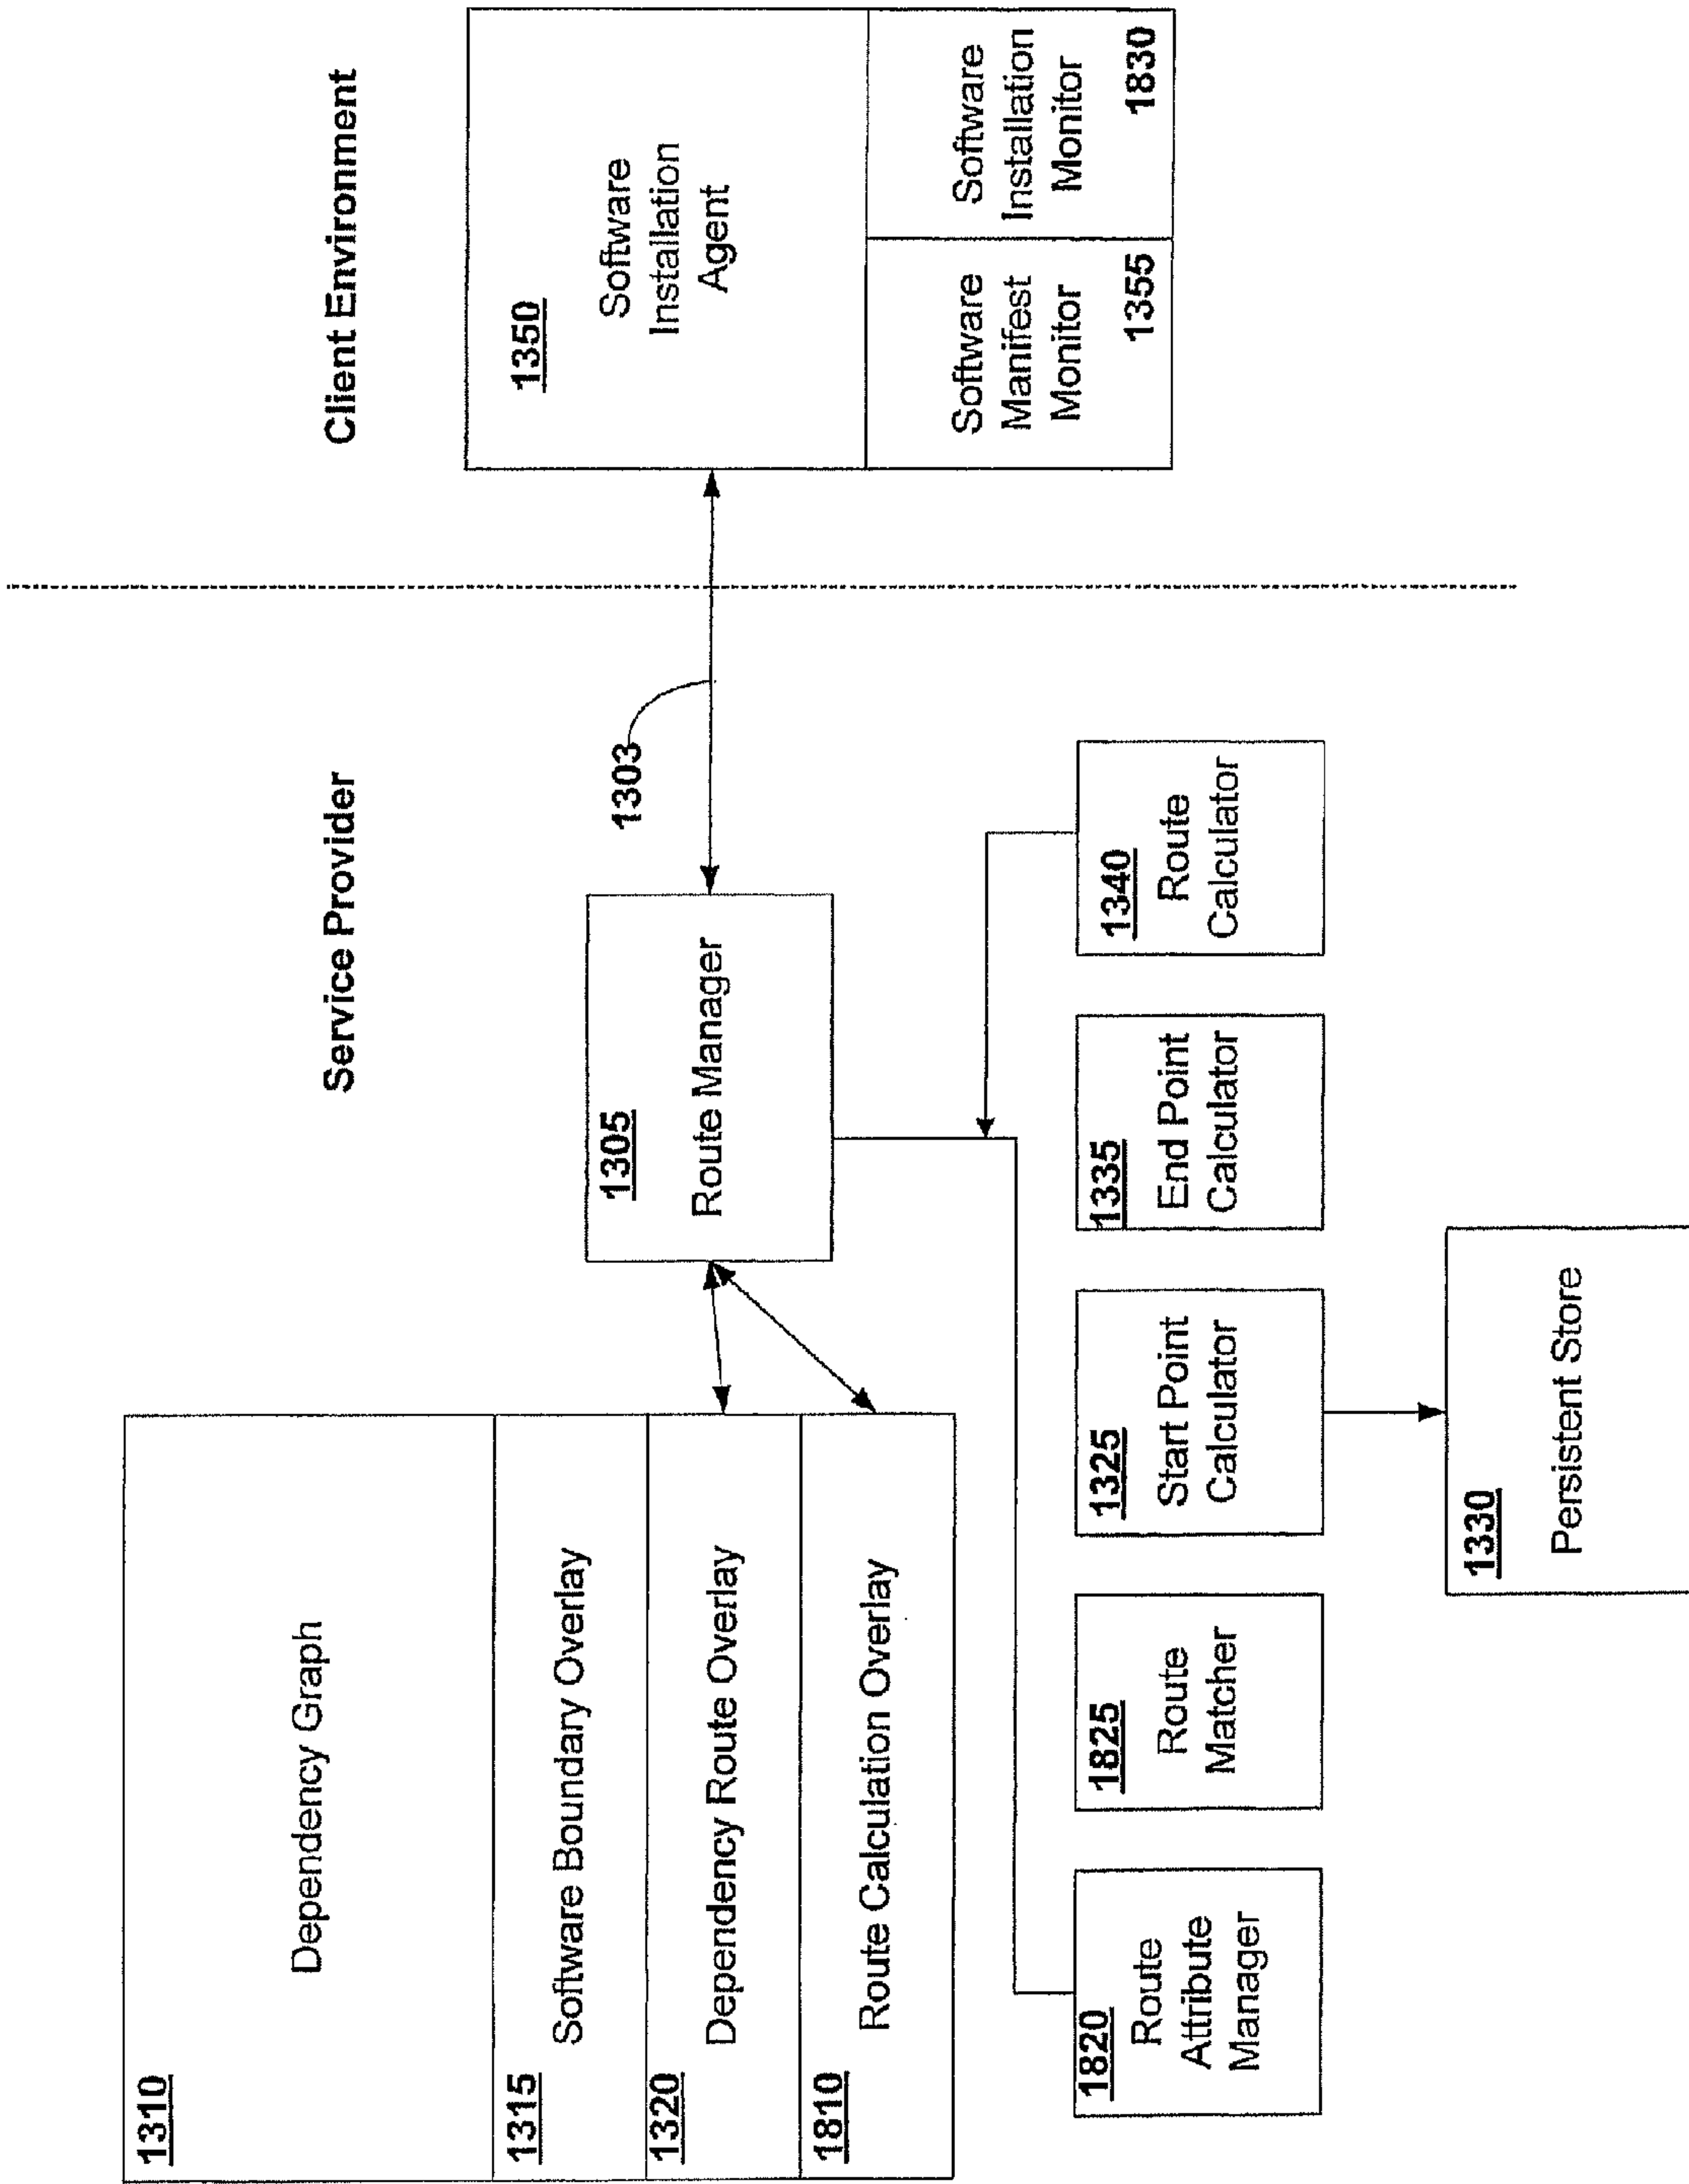 Service Provider
Client Environment
1310
Dependency Graph
1315
Software Boundary Overlay
1320
Dependency Route Overlay
1810
Route Calculation Overlay
1305
Route Manager
1303
1350
Software
Installation
Agent
Software
Manifest
Monitor
1355
Software
Installation
Monitor
1830
1820
Route
Attribute
Manager
1825
Route
Matcher
1325
Start Point
Calculator
1335
End Point
Calculator
1340
Route
Calculator
1330
Persistent Store